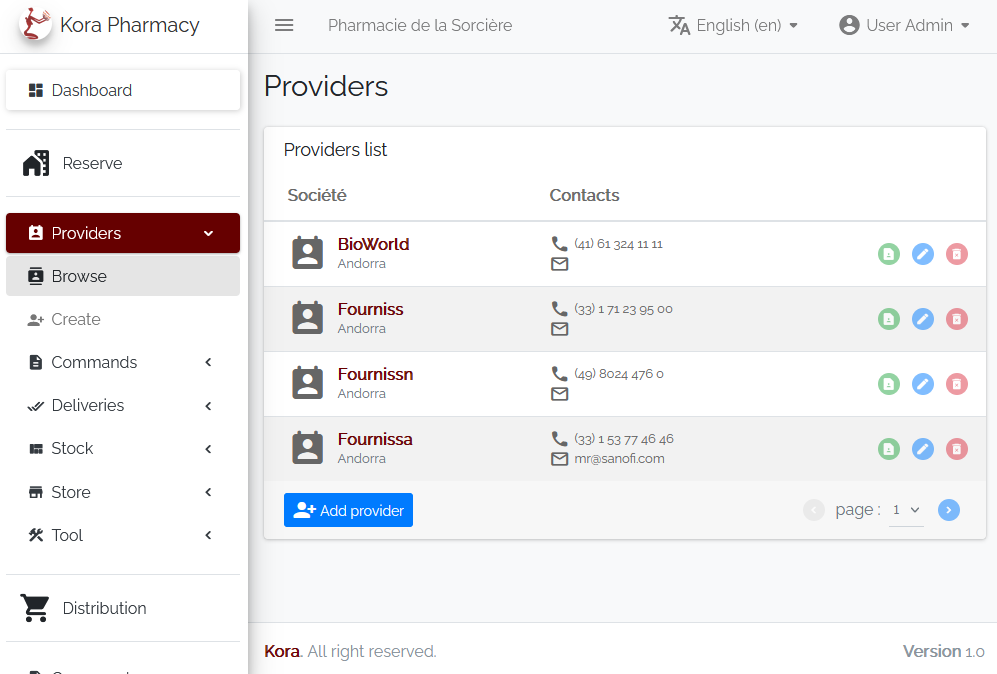 Kora Pharmacy
Pharmacie de la Sorcière
English (en)
User Admin
Dashboard
Reserve
Providers
Browse
Create
Commands
Deliveries
Stock
Store
Tool
Distribution
Providers
Providers list
Société Contacts
BioWorld
Andorra
(41) 61 324 11 11
Fourniss
Andorra
(33) 1 71 23 95 00
Fournissn
Andorra
(49) 8024 476 0
Fournissa
Andorra
(33) 1 53 77 46 46
mr@sanofi.com
Add provider
page : 1
Kora. All right reserved.
Version 1.0